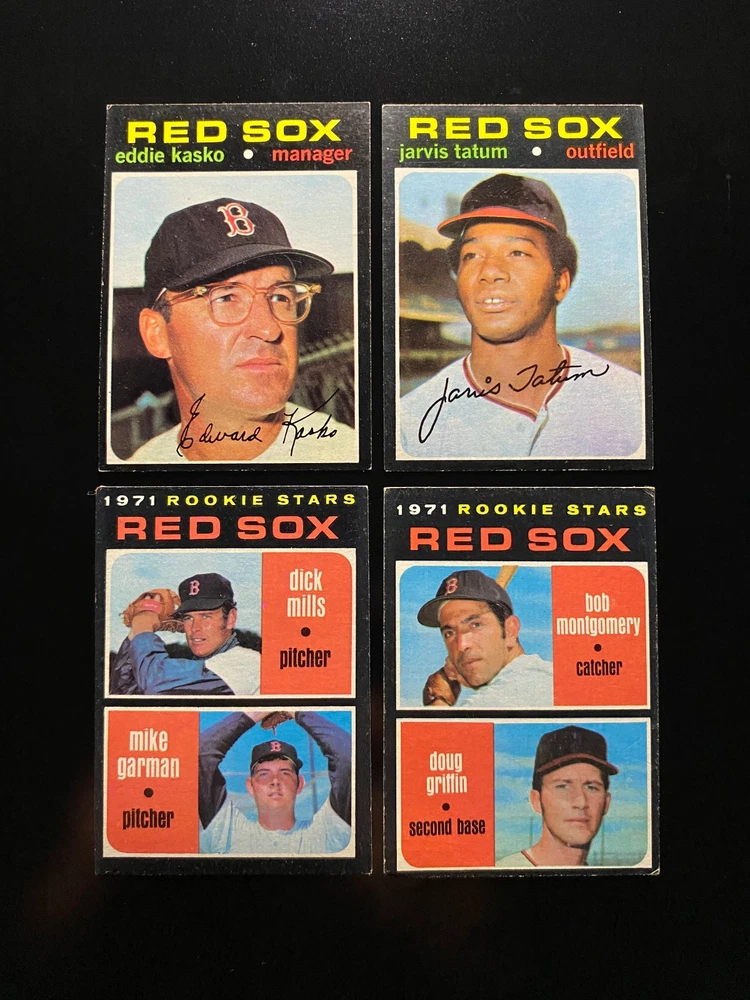 RED SOX
eddie kasko • manager
B
Edward Kasko
RED SOX
jarvis tatum • outfield
Jarvis Tatum
1971 ROOKIE STARS
RED SOX
B
dick
mills
•
pitcher
mike
garman
•
pitcher
B
1971 ROOKIE STARS
RED SOX
B
bob
montgomery
•
catcher
doug
griffin
•
second base